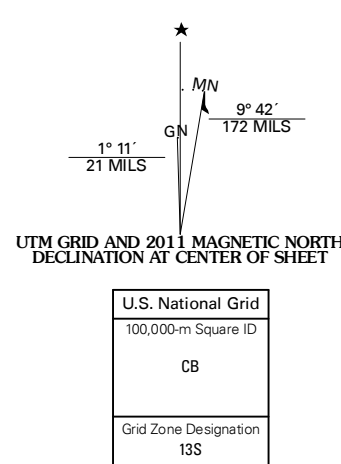 MN
GN
9° 42´
172 MILS
1° 11´
21 MILS
UTM GRID AND 2011 MAGNETIC NORTH
DECLINATION AT CENTER OF SHEET
U.S. National Grid
100,000-m Square ID
CB
Grid Zone Designation
13S